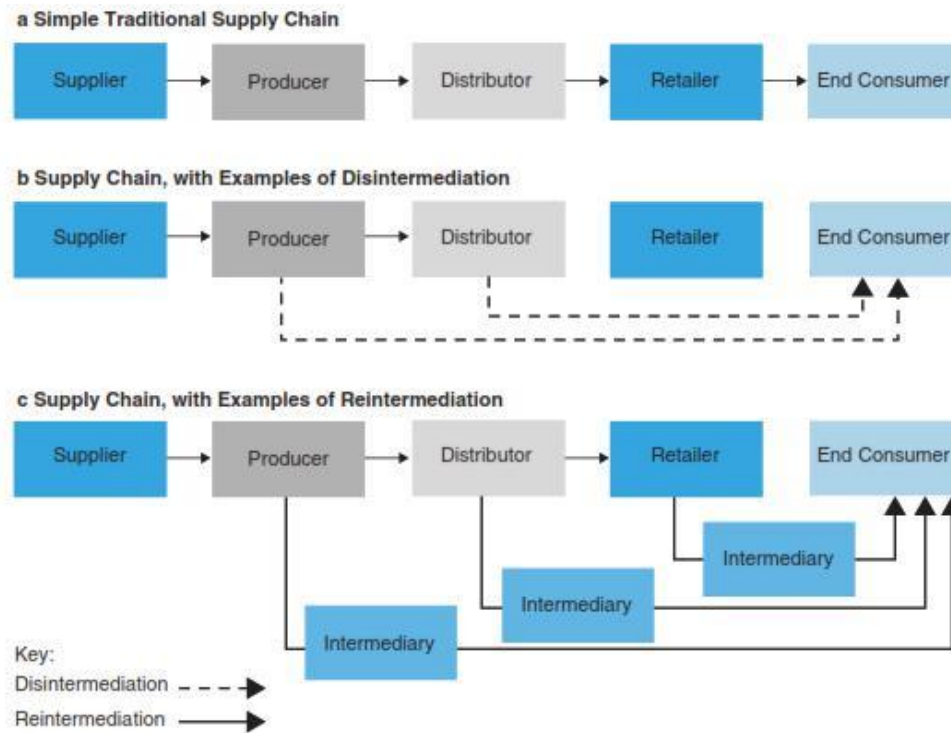 a Simple Traditional Supply Chain
Supplier
Producer
Distributor
Retailer
End Consumer
b Supply Chain, with Examples of Disintermediation
Supplier
Producer
Distributor
Retailer
End Consumer
c Supply Chain, with Examples of Reintermediation
Supplier
Producer
Distributor
Retailer
End Consumer
Intermediary
Intermediary
Intermediary
Key:
Disintermediation
Reintermediation